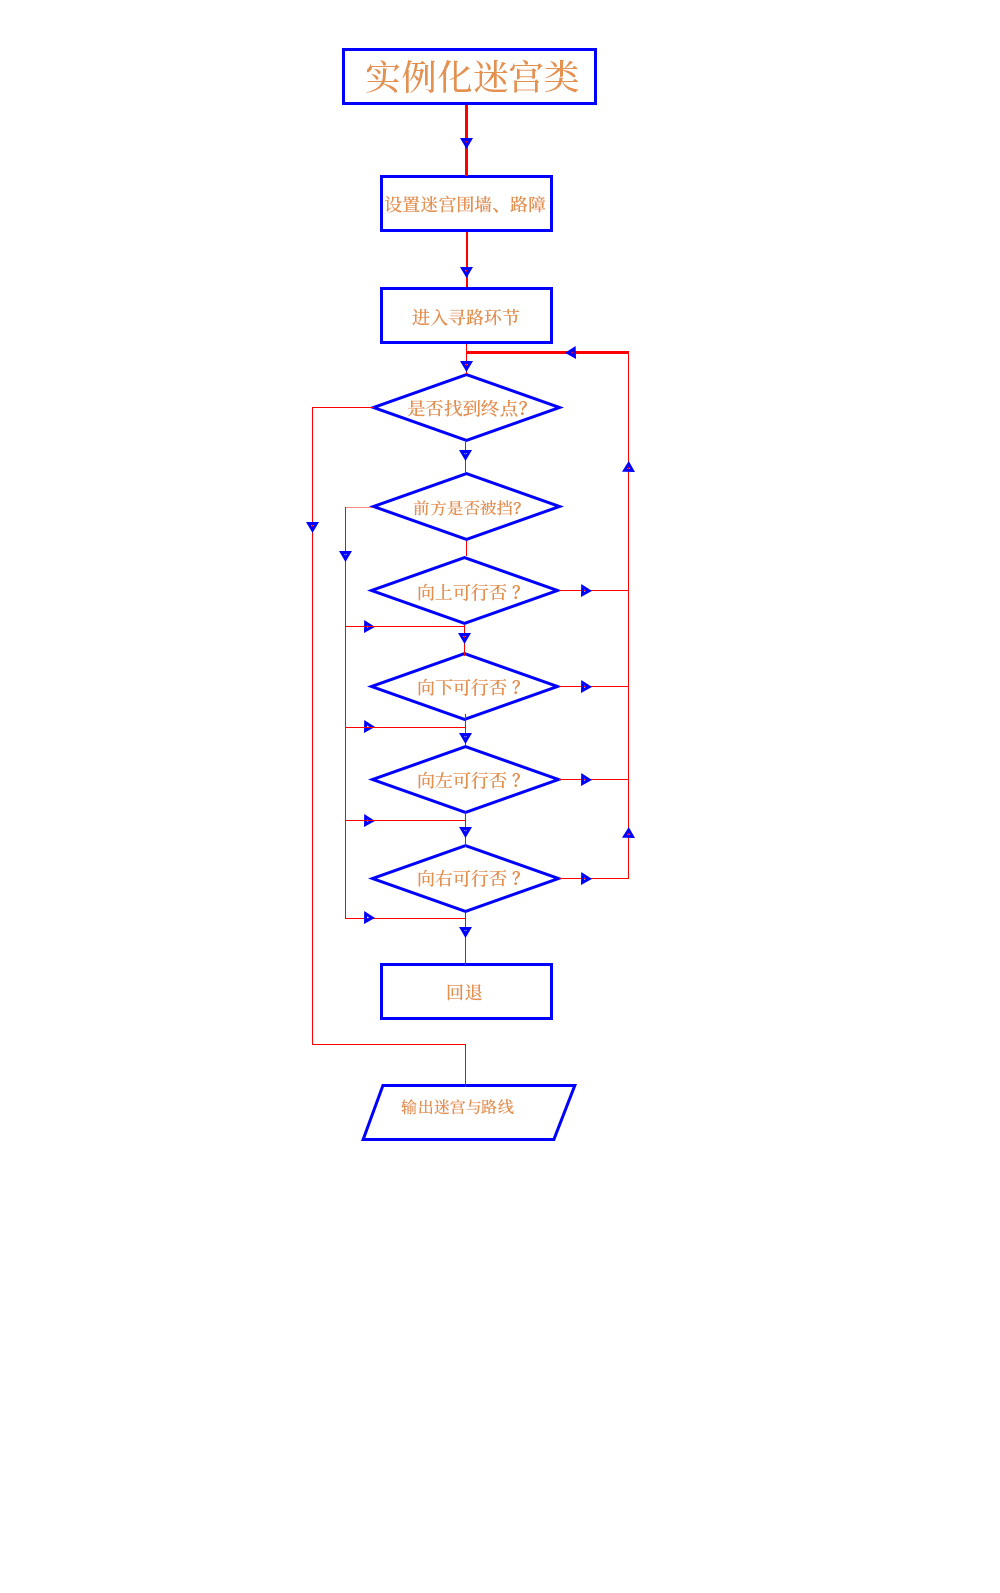 实例化迷宫类
设置迷宫围墙、路障
进入寻路环节
是否找到终点?
前方是否被挡?
向上可行否？
向下可行否？
向左可行否？
向右可行否？
回退
输出迷宫与路线